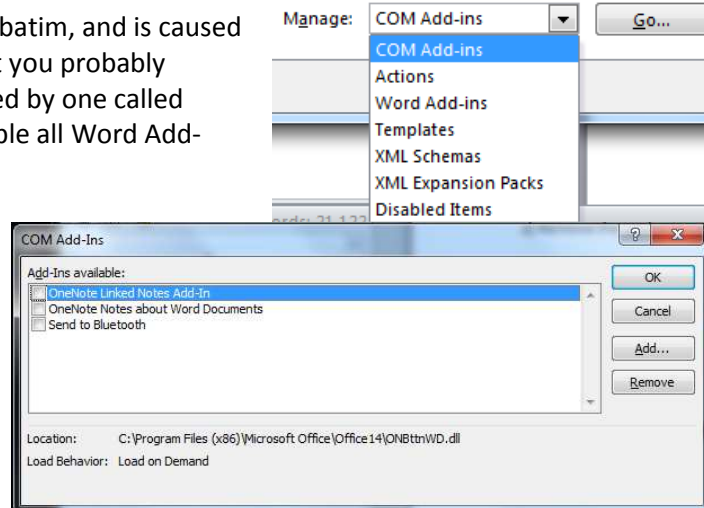 batim, and is caused
t you probably
ed by one called
ble all Word Add-
Manage: COM Add-ins Go...
COM Add-ins
Actions
Word Add-ins
Templates
XML Schemas
XML Expansion Packs
Disabled Items
COM Add-Ins
Add-Ins available:
OneNote Linked Notes Add-In
OneNote Notes about Word Documents
Send to Bluetooth
OK
Cancel
Add...
Remove
Location: C:\Program Files (x86)\Microsoft Office\Office14\ONBttnWD.dll
Load Behavior: Load on Demand